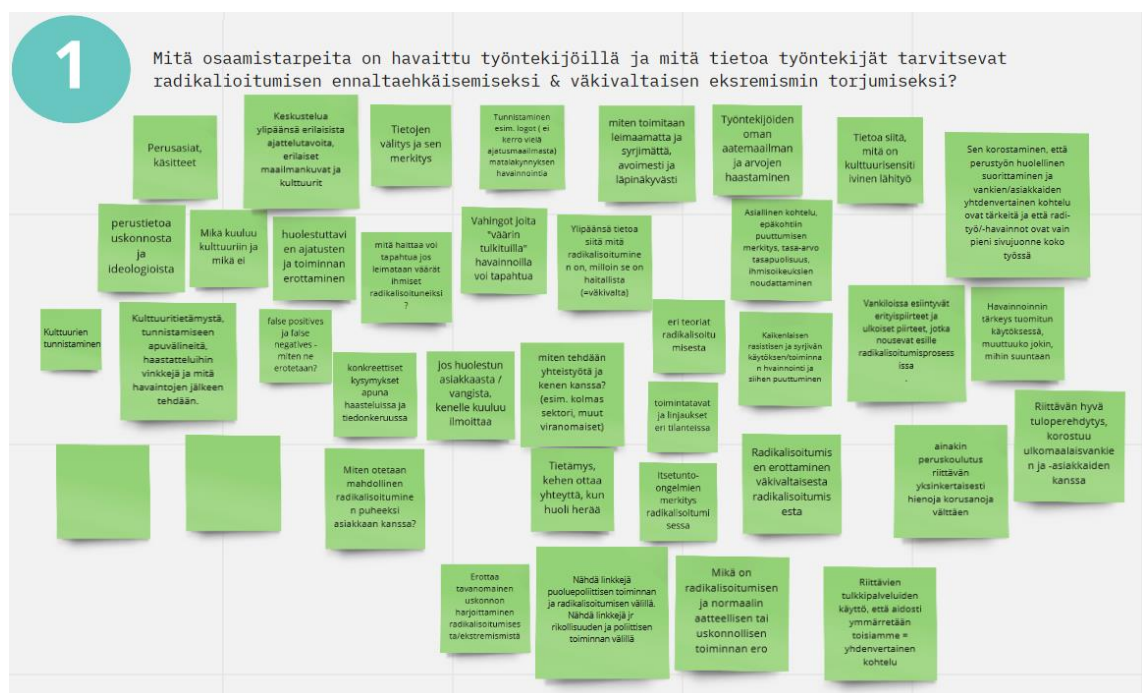 1
Mitä osaamistarpeita on havaittu työntekijöillä ja mitä tietoa työntekijät tarvitsevat
radikalioitumisen ennaltaehkäisemiseksi & väkivaltaisen eksremismin torjumiseksi?
Perusasiat,
käsitteet
Keskustelua
ylipäänsä erilaisista
ajattelutavoita,
erilaiset
maailmankuvat ja
kulttuurit
Tietojen
välitys ja sen
merkitys
Tunnistaminen
esim. logot ( ei
kerro vielä
ajatusmaailmasta)
matalakynnyksen
havainnointia
miten toimitaan
leimaamatta ja
syrjimättä,
avoimesti ja
läpinäkyvästi
Työntekijöiden
oman
aatemaailman
ja arvojen
haastaminen
Tietoa siitä,
mitä on
kulttuurisensiti
ivinen lähityö
Sen korostaminen, että
perustyön huolellinen
suorittaminen ja
vankien/asiakkaiden
yhdenvertainen kohtelu
ovat tärkeitä ja että radi-
työ/-havainnot ovat vain
pieni sivujuonne koko
työssä
perustietoa
uskonnosta
ja
ideologioista
Mikä kuuluu
kulttuuriin ja
mikä ei
huolestuttavi
en ajatusten
ja toiminnan
erottaminen
mitä haittaa voi
tapahtua jos
leimataan väärät
ihmiset
radikalisoituneiksi
?
Vahingot joita
"väärin
tulkituilla"
havainnoilla
voi tapahtua
Ylipäänsä tietoa
siitä mitä
radikalisoitumine
n on, milloin se on
haitallista
(=väkivalta)
Asiallinen kohtelu,
epäkohtiin
puuttumisen
merkitys, tasa-arvo
tasapuolisuus,
ihmisoikeuksien
noudattaminen
Kulttuurien
tunnistaminen
Kulttuuritietämystä,
tunnistamiseen
apuvälineitä,
haastatteluihin
vinkkejä ja mitä
havaintojen jälkeen
tehdään.
false positives
ja false
negatives -
miten ne
erotetaan?
konkreettiset
kysymykset
apuna
haasteluissa ja
tiedonkeruussa
Jos huolestun
asiakkaasta /
vangista,
kenelle kuuluu
ilmoittaa
miten tehdään
yhteistyötä ja
kenen kanssa?
(esim. kolmas
sektori, muut
viranomaiset)
eri teoriat
radikalisoitu
misesta
Kaikenlaisen
rasistisen ja syrjivän
käytöksen/toiminna
n hvainnointi ja
siihen puuttuminen
Vankiloissa esiintyvät
erityispiirteet ja
ulkoiset piirteet, jotka
nousevat esille
radikalisoitumisprosess
issa
.
Havainnoinnin
tärkeys tuomitun
käytöksessä,
muuttuuko jokin,
mihin suuntaan
toimintatavat
ja linjaukset
eri tilanteissa
Miten otetaan
mahdollinen
radikalisoitumine
n puheeksi
asiakkaan kanssa?
Tietämys,
kehen ottaa
yhteyttä, kun
huoli herää
Itsetunto-
ongelmien
merkitys
radikalisoitumi
sessa
Radikalisoitumis
en erottaminen
väkivaltaisesta
radikalisoitumis
esta
ainakin
peruskoulutus
riittävän
yksinkertaisesti
hienoja korusanoja
välttäen
Riittävän hyvä
tuloperehdytys,
korostuu
ulkomaalaisvankie
n ja -asiakkaiden
kanssa
Erottaa
tavanomainen
uskonnon
harjoittaminen
radikalisoitumises
ta/ekstremismistä
Nähdä linkkejä
puoluepoliittisen toiminnan
ja radikalisoitumisen välillä.
Nähdä linkkejä jr
rikollisuuden ja poliittisen
toiminnan välillä
Mikä on
radikalisoitumisen
ja normaalin
aatteellisen tai
uskonnollisen
toiminnan ero
Riittävien
tulkkipalveluiden
käyttö, että aidosti
ymmärretään
toisiamme =
yhdenvertainen
kohtelu